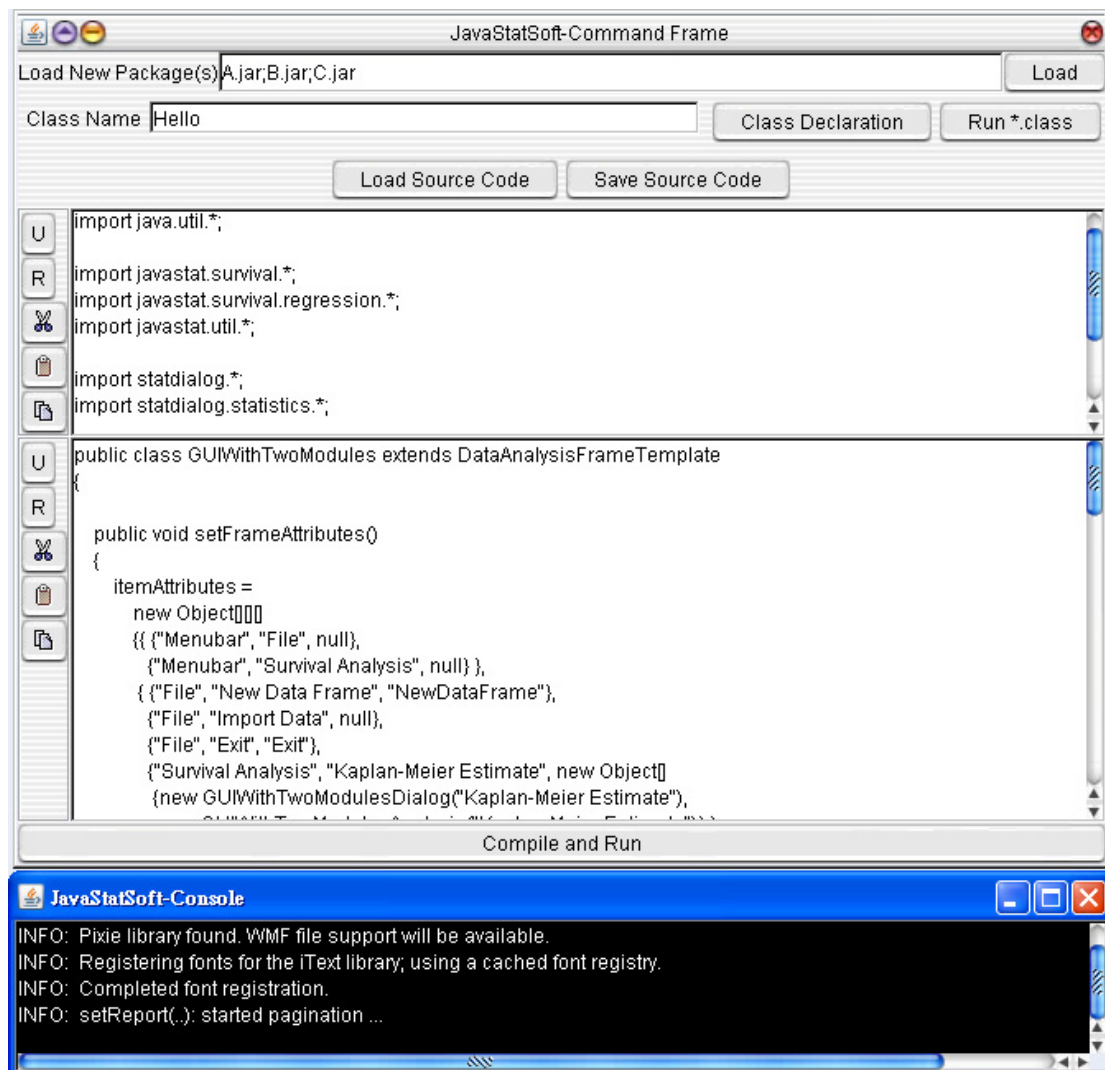 JavaStatSoft-Command Frame
Load New Package(s) A.jar;B.jar;C.jar Load
Class Name Hello Class Declaration Run *.class
Load Source Code Save Source Code
U
R
import java.util.*;
import javastat.survival.*;
import javastat.survival.regression.*;
import javastat.util.*;
import statdialog.*;
import statdialog.statistics.*;
U
R
public class GUIWithTwoModules extends DataAnalysisFrameTemplate
{
public void setFrameAttributes()
{
itemAttributes =
new Object[][][]
{{ {"Menubar", "File", null},
{"Menubar", "Survival Analysis", null} },
{ {"File", "New Data Frame", "NewDataFrame"},
{"File", "Import Data", null},
{"File", "Exit", "Exit"},
{"Survival Analysis", "Kaplan-Meier Estimate", new Object[]
{new GUIWithTwoModulesDialog("Kaplan-Meier Estimate"),
Compile and Run
JavaStatSoft-Console
INFO: Pixie library found. WMF file support will be available.
INFO: Registering fonts for the iText library; using a cached font registry.
INFO: Completed font registration.
INFO: setReport(..): started pagination ...